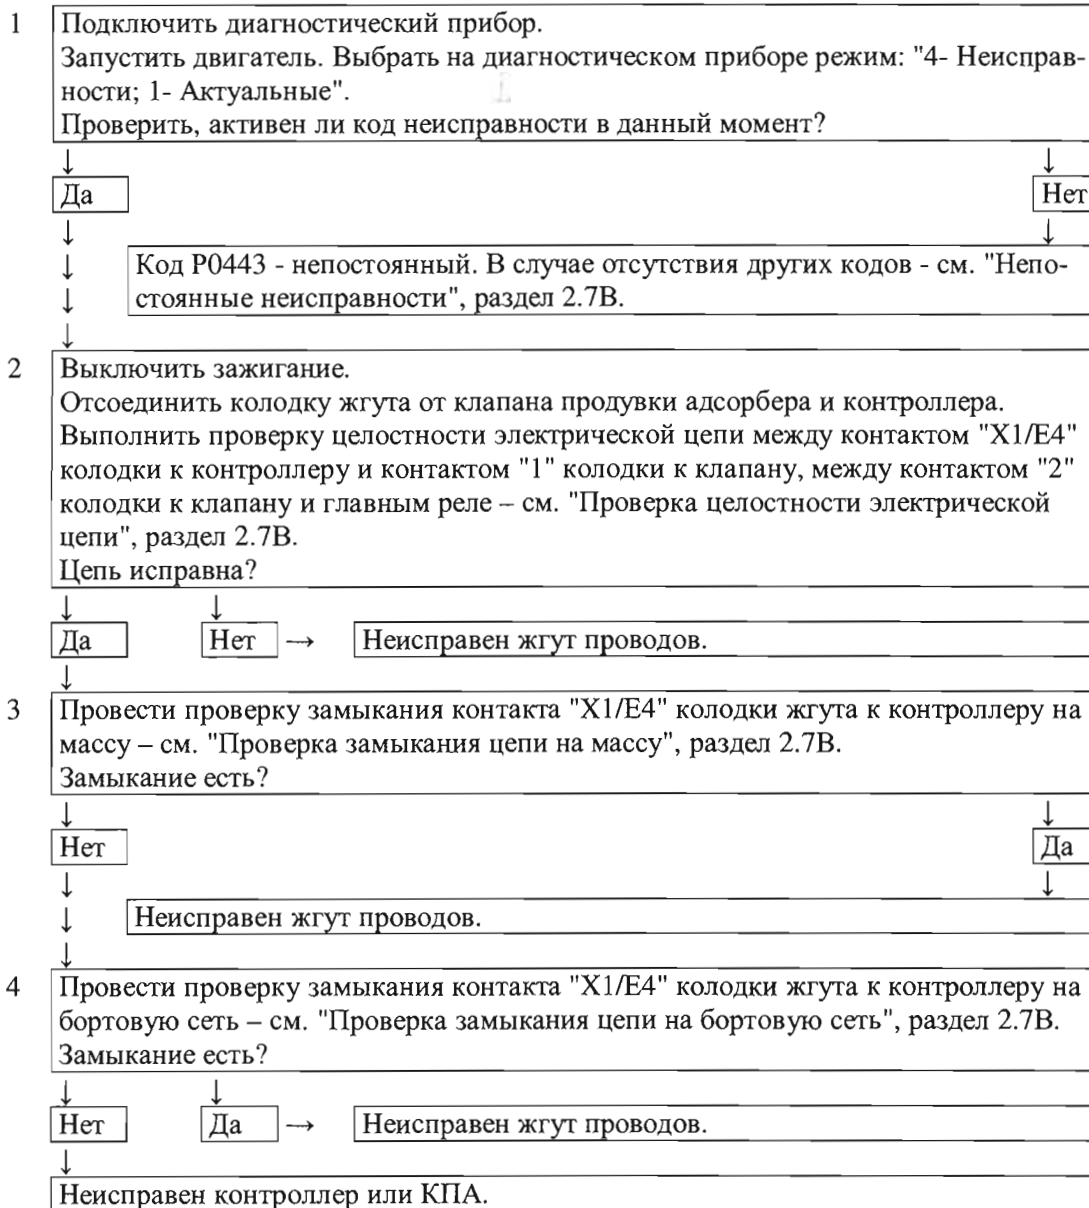 1 Подключить диагностический прибор.
Запустить двигатель. Выбрать на диагностическом приборе режим: "4- Неисправ-
ности; 1- Актуальные".
Проверить, активен ли код неисправности в данный момент?
↓ ↓
Да Нет
↓ ↓
↓ Код P0443 - непостоянный. В случае отсутствия других кодов - см. "Непо-
↓ стоянные неисправности", раздел 2.7В.
↓
2 Выключить зажигание.
Отсоединить колодку жгута от клапана продувки адсорбера и контроллера.
Выполнить проверку целостности электрической цепи между контактом "X1/E4"
колодки к контроллеру и контактом "1" колодки к клапану, между контактом "2"
колодки к клапану и главным реле – см. "Проверка целостности электрической
цепи", раздел 2.7В.
Цепь исправна?
↓ ↓
Да Нет → Неисправен жгут проводов.
↓
3 Провести проверку замыкания контакта "X1/E4" колодки жгута к контроллеру на
массу – см. "Проверка замыкания цепи на массу", раздел 2.7В.
Замыкание есть?
↓ ↓
Нет Да
↓ ↓
↓ Неисправен жгут проводов.
↓
4 Провести проверку замыкания контакта "X1/E4" колодки жгута к контроллеру на
бортовую сеть – см. "Проверка замыкания цепи на бортовую сеть", раздел 2.7В.
Замыкание есть?
↓ ↓
Нет Да → Неисправен жгут проводов.
↓
Неисправен контроллер или КПА.